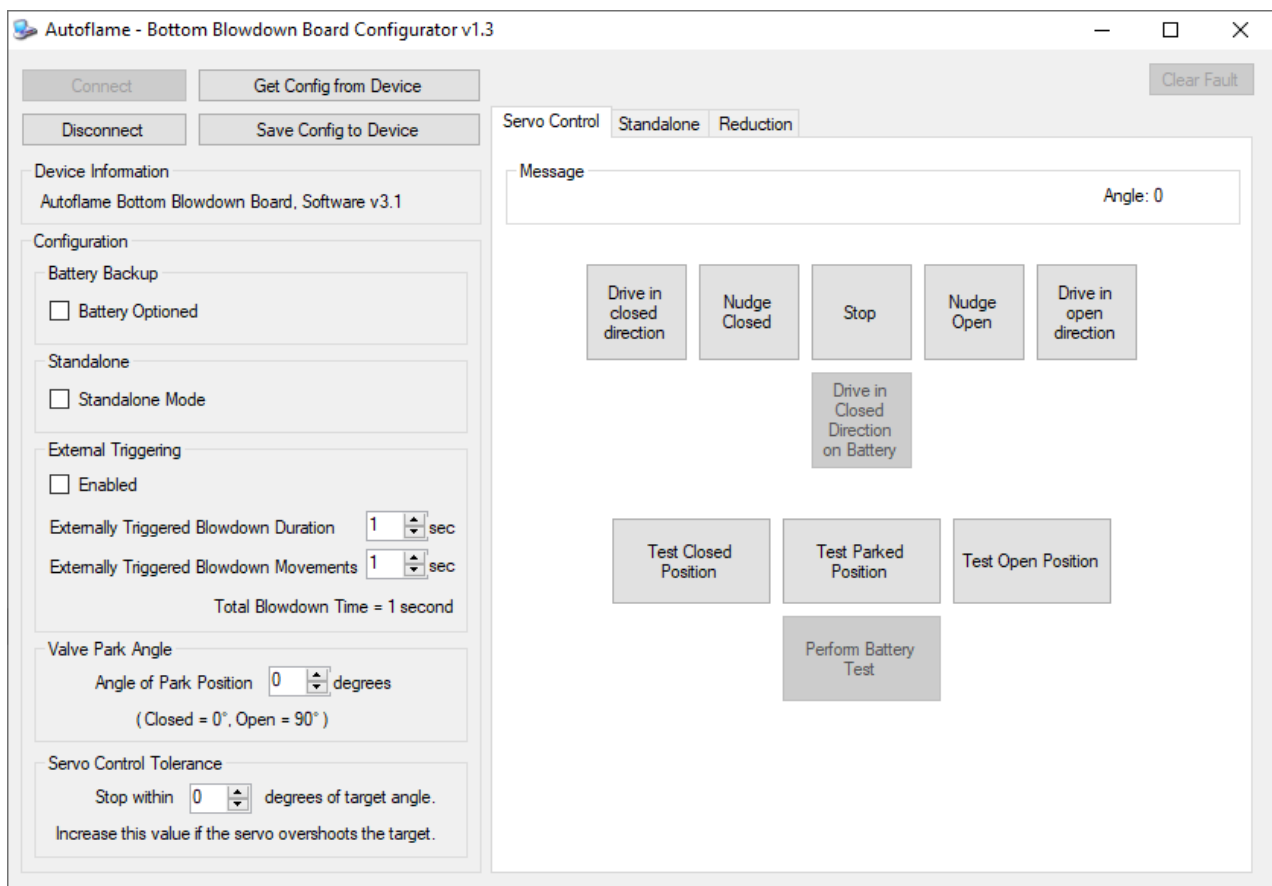 Autoflame - Bottom Blowdown Board Configurator v1.3
Connect
Get Config from Device
Clear Fault
Disconnect
Save Config to Device
Servo Control
Standalone
Reduction
Device Information
Autoflame Bottom Blowdown Board, Software v3.1
Configuration
Battery Backup
Battery Optioned
Standalone
Standalone Mode
External Triggering
Enabled
Externally Triggered Blowdown Duration 1 sec
Externally Triggered Blowdown Movements 1 sec
Total Blowdown Time = 1 second
Valve Park Angle
Angle of Park Position 0 degrees
( Closed = 0°, Open = 90° )
Servo Control Tolerance
Stop within 0 degrees of target angle.
Increase this value if the servo overshoots the target.
Message
Angle: 0
Drive in
closed
direction
Nudge
Closed
Stop
Nudge
Open
Drive in
open
direction
Drive in
Closed
Direction
on Battery
Test Closed
Position
Test Parked
Position
Test Open Position
Perform Battery
Test